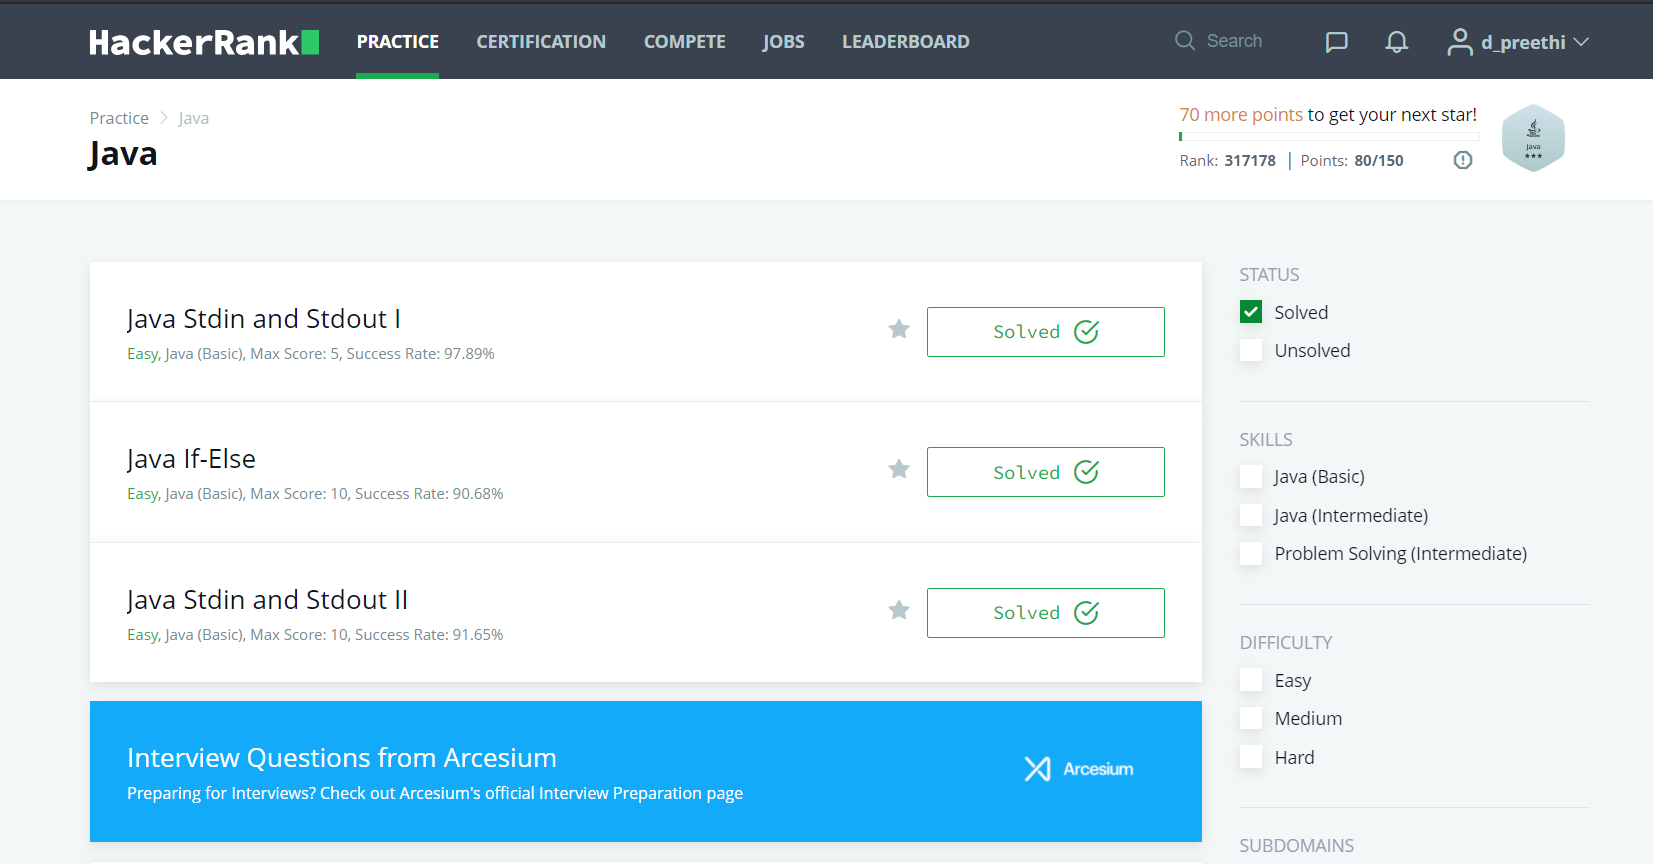 HackerRank
PRACTICE
CERTIFICATION
COMPETE
JOBS
LEADERBOARD
Search
d_preethi
Practice
Java
Java
70 more points to get your next star!
Rank: 317178 | Points: 80/150
Java
Java Stdin and Stdout I
Easy, Java (Basic), Max Score: 5, Success Rate: 97.89%
Solved
Java If-Else
Easy, Java (Basic), Max Score: 10, Success Rate: 90.68%
Solved
Java Stdin and Stdout II
Easy, Java (Basic), Max Score: 10, Success Rate: 91.65%
Solved
Interview Questions from Arcesium
Preparing for Interviews? Check out Arcesium's official Interview Preparation page
Arcesium
STATUS
Solved
Unsolved
SKILLS
Java (Basic)
Java (Intermediate)
Problem Solving (Intermediate)
DIFFICULTY
Easy
Medium
Hard
SUBDOMAINS